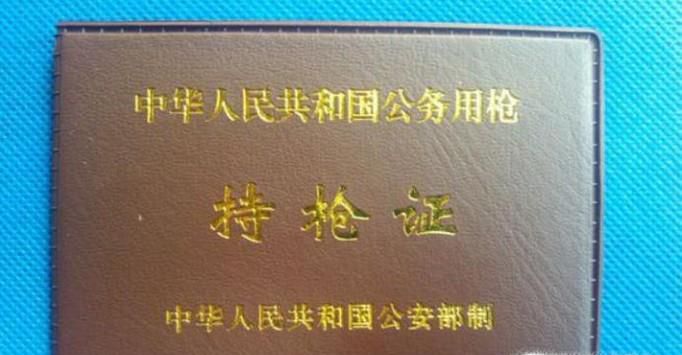 中华人民共和国公务用枪
持枪证
中华人民共和国公安部制